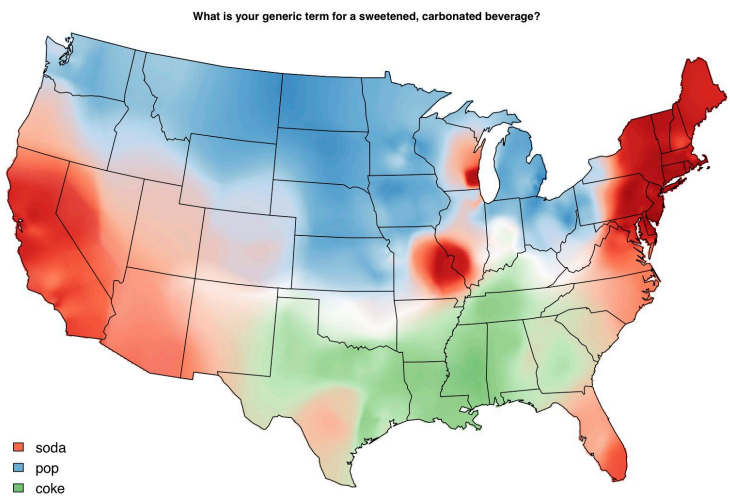 What is your generic term for a sweetened, carbonated beverage?
soda
pop
coke